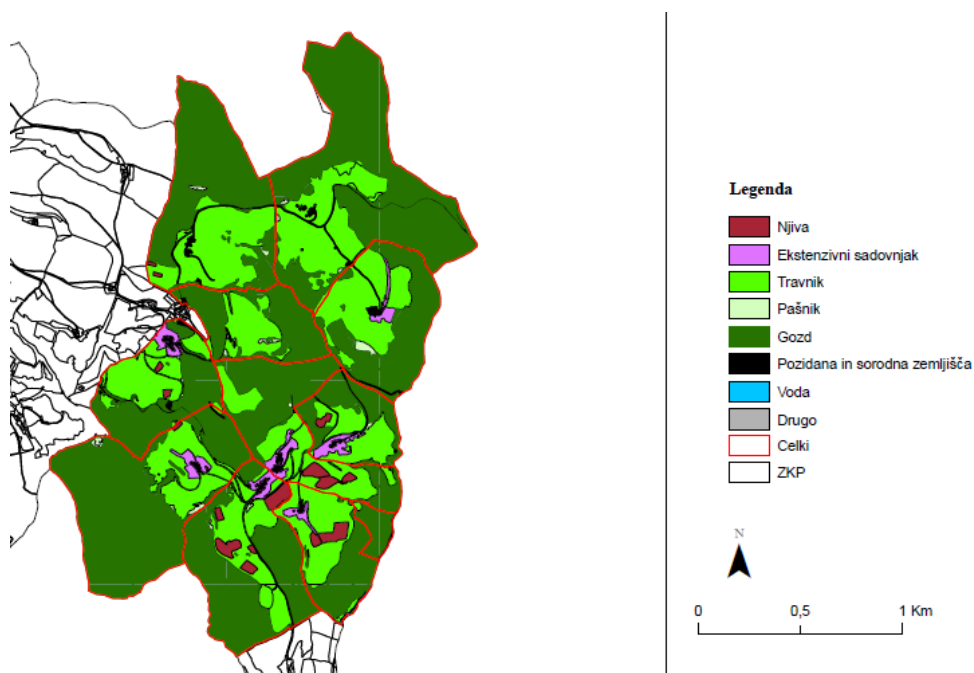 Legenda
Njiva
Ekstenzivni sadovnjak
Travnik
Pašnik
Gozd
Pozidana in sorodna zemljišča
Voda
Drugo
Celki
ZKP
N
0 0,5 1 Km